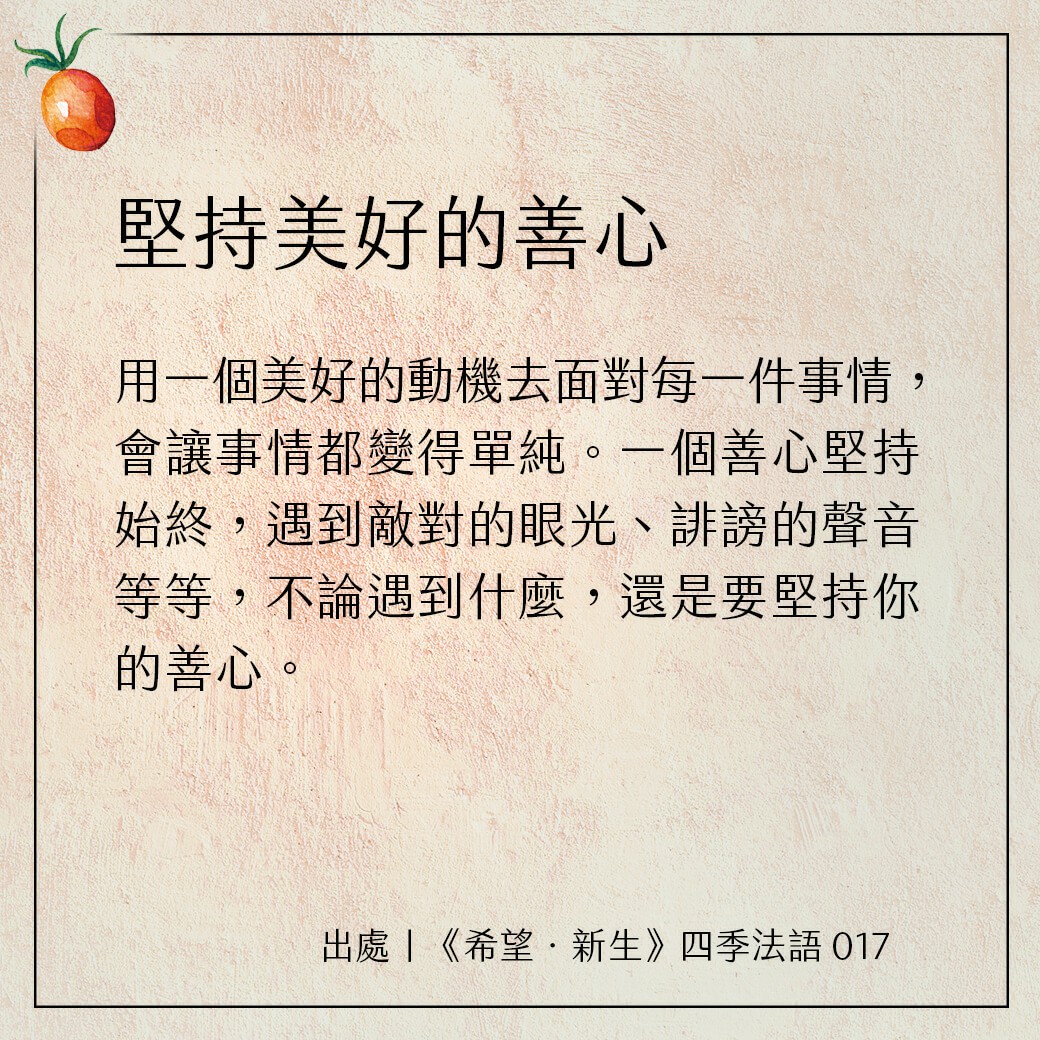 堅持美好的善心
用一個美好的動機去面對每一件事情，
會讓事情都變得單純。一個善心堅持
始終，遇到敵對的眼光、誹謗的聲音
等等，不論遇到什麼，還是要堅持你
的善心。
出處｜《希望．新生》四季法語 017